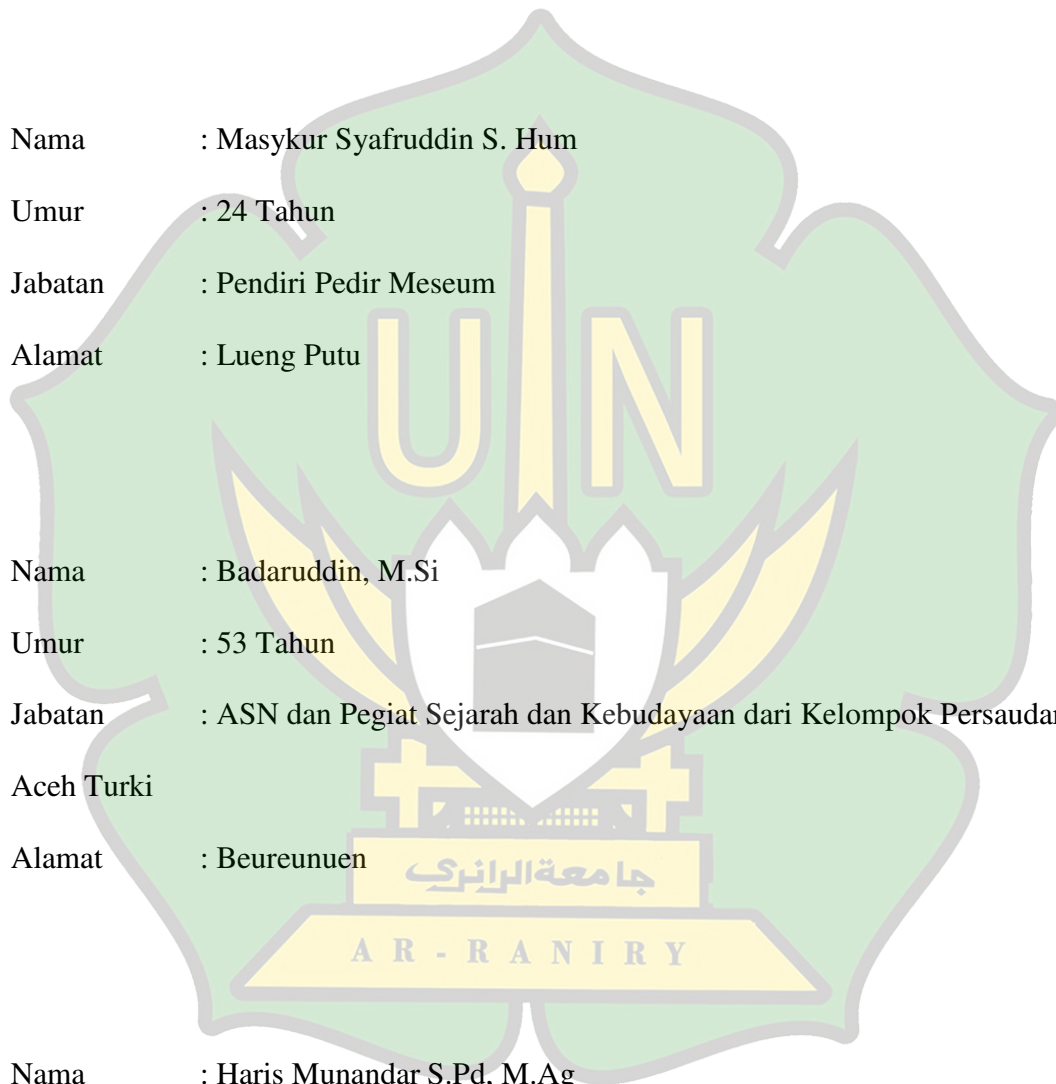 Nama : Masykur Syafruddin S. Hum
Umur : 24 Tahun
Jabatan : Pendiri Pedir Meseum
Alamat : Lueng Putu
UIN
Nama : Badaruddin, M.Si
Umur : 53 Tahun
Jabatan : ASN dan Pegiat Sejarah dan Kebudayaan dari Kelompok
Aceh Turki
Alamat : Beureunuen
جامعة الرانري
AR-RANIRY
Nama : Haris Munandar S.Pd, M.Ag